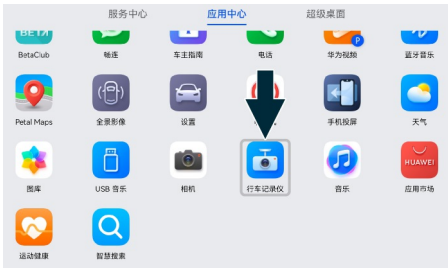 服务中心 应用中心 超级桌面
BETA
BetaClub 畅连 车主指南 电话 华为视频 蓝牙音乐
Petal Maps 全景影像 设置 手机投屏 天气
HUAWEI
图库 USB 音乐 相机 行车记录仪 音乐 应用市场
运动健康 智慧搜索